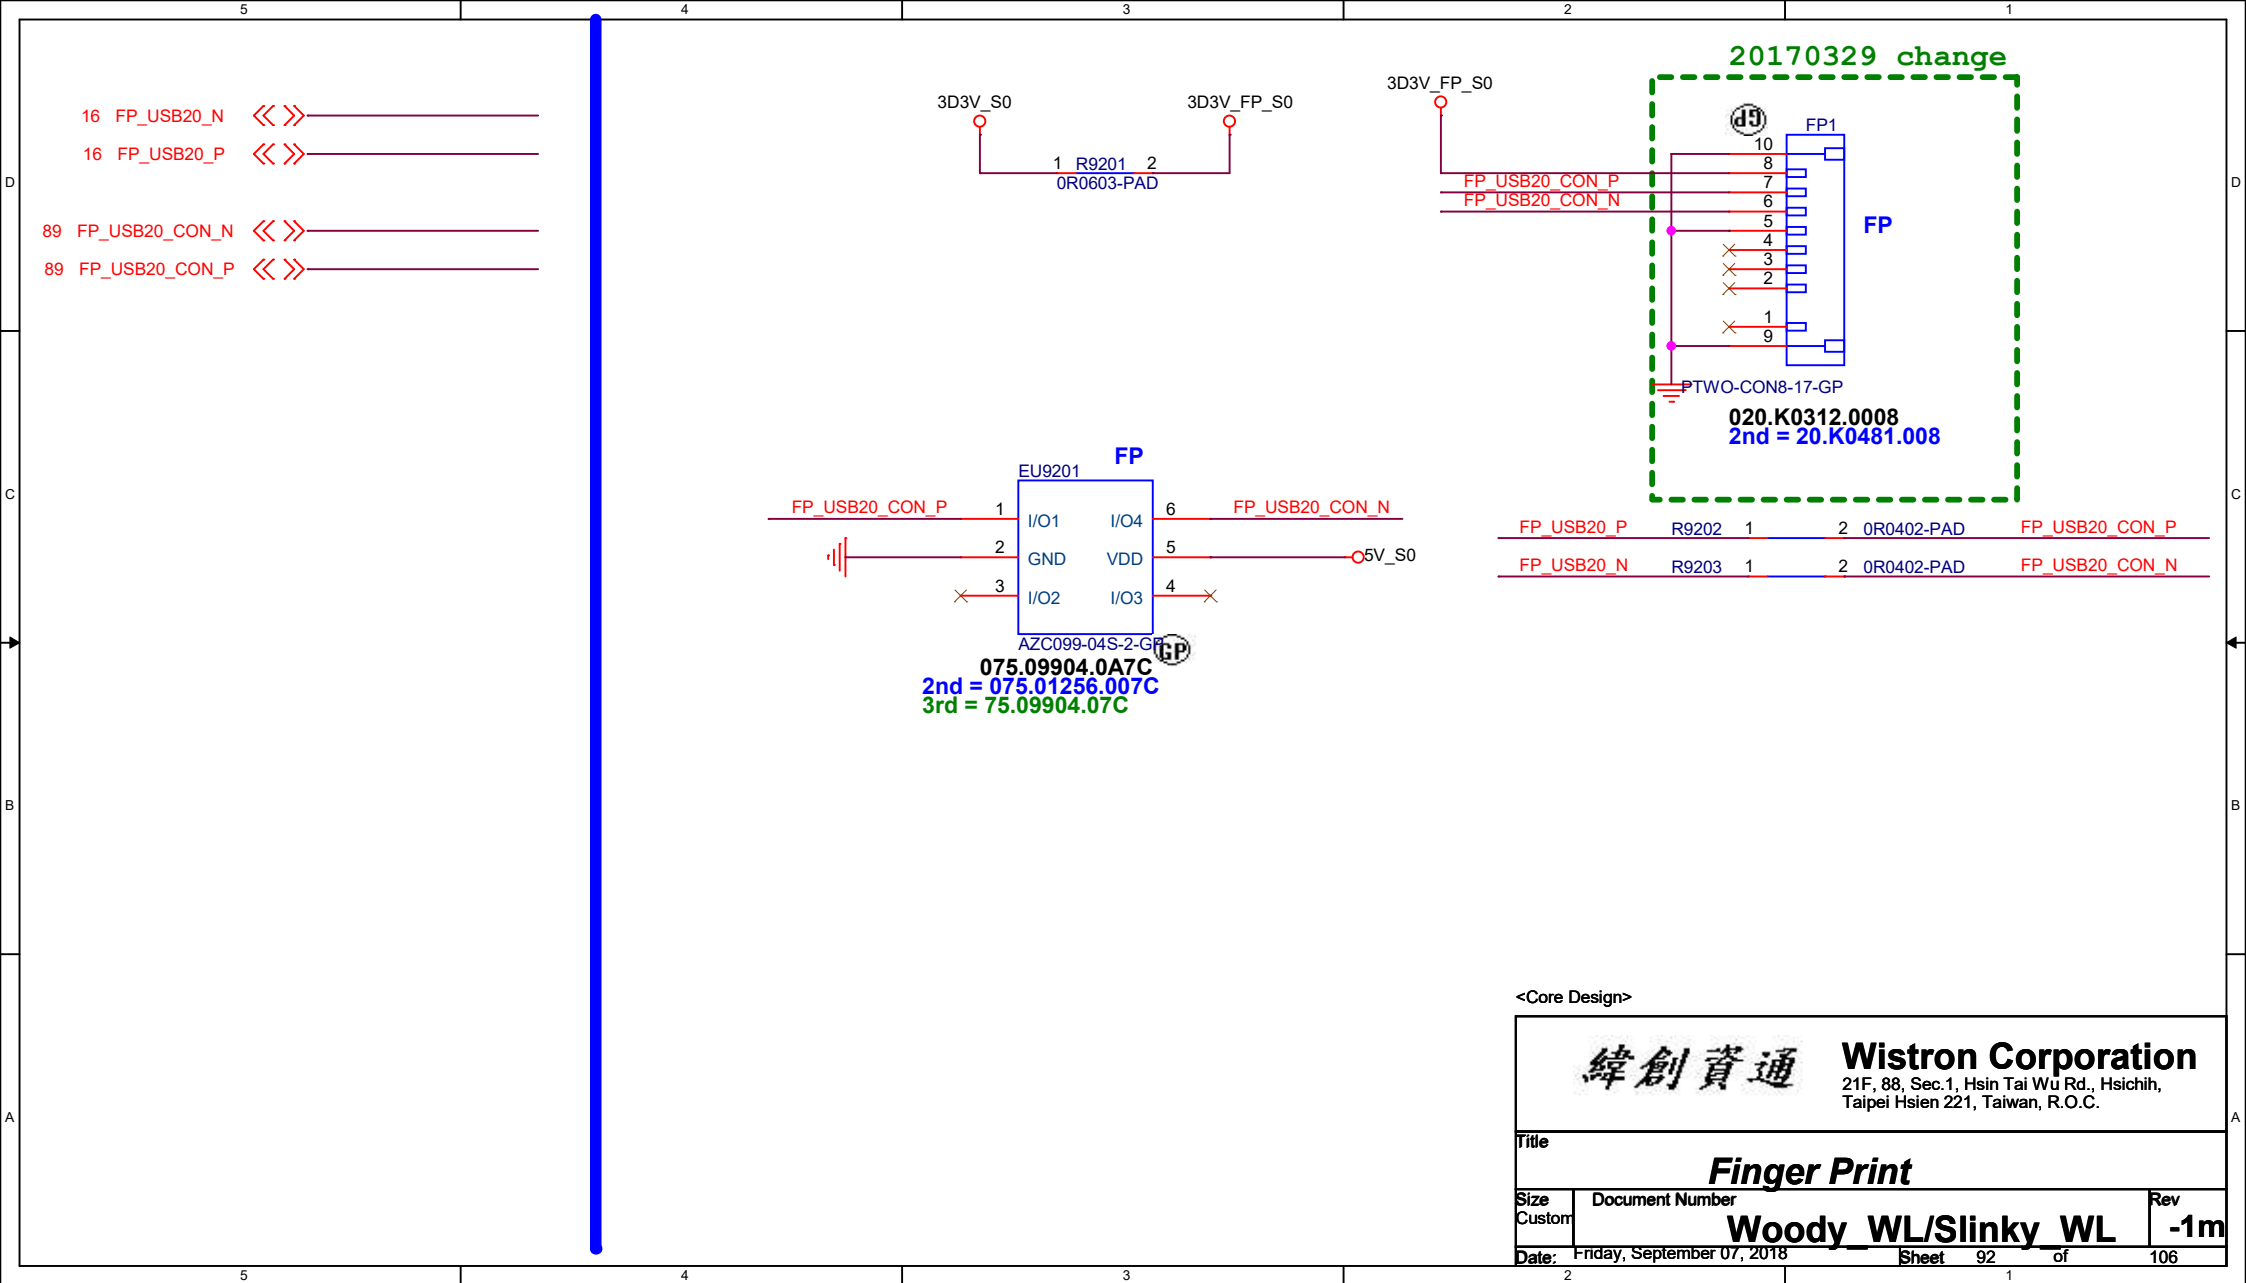 5 4 3 2 1
20170329 change
16 FP_USB20_N
16 FP_USB20_P
89 FP_USB20_CON_N
89 FP_USB20_CON_P
3D3V_S0
3D3V_FP_S0
1 R9201 2
0R0603-PAD
3D3V_FP_S0
FP_USB20_CON_P
FP_USB20_CON_N
GP
FP1
10
8
7
6
5
4
3
2
1
9
FP
PTWO-CON8-17-GP
020.K0312.0008
2nd = 20.K0481.008
D D
FP
EU9201
FP_USB20_CON_P 1 I/O1 I/O4 6 FP_USB20_CON_N
2 GND VDD 5 5V_S0
3 I/O2 I/O3 4
AZC099-04S-2-GP
GP
075.09904.0A7C
2nd = 075.01256.007C
3rd = 75.09904.07C
C C
FP_USB20_P R9202 1 2 0R0402-PAD FP_USB20_CON_P
FP_USB20_N R9203 1 2 0R0402-PAD FP_USB20_CON_N
B B
<Core Design>
緯創資通
Wistron Corporation
21F, 88, Sec.1, Hsin Tai Wu Rd., Hsichih,
Taipei Hsien 221, Taiwan, R.O.C.
A A
Title
Finger Print
Size Document Number Rev
Custom Woody_WL/Slinky_WL -1m
Date: Friday, September 07, 2018 Sheet 92 of 106
5 4 3 2 1